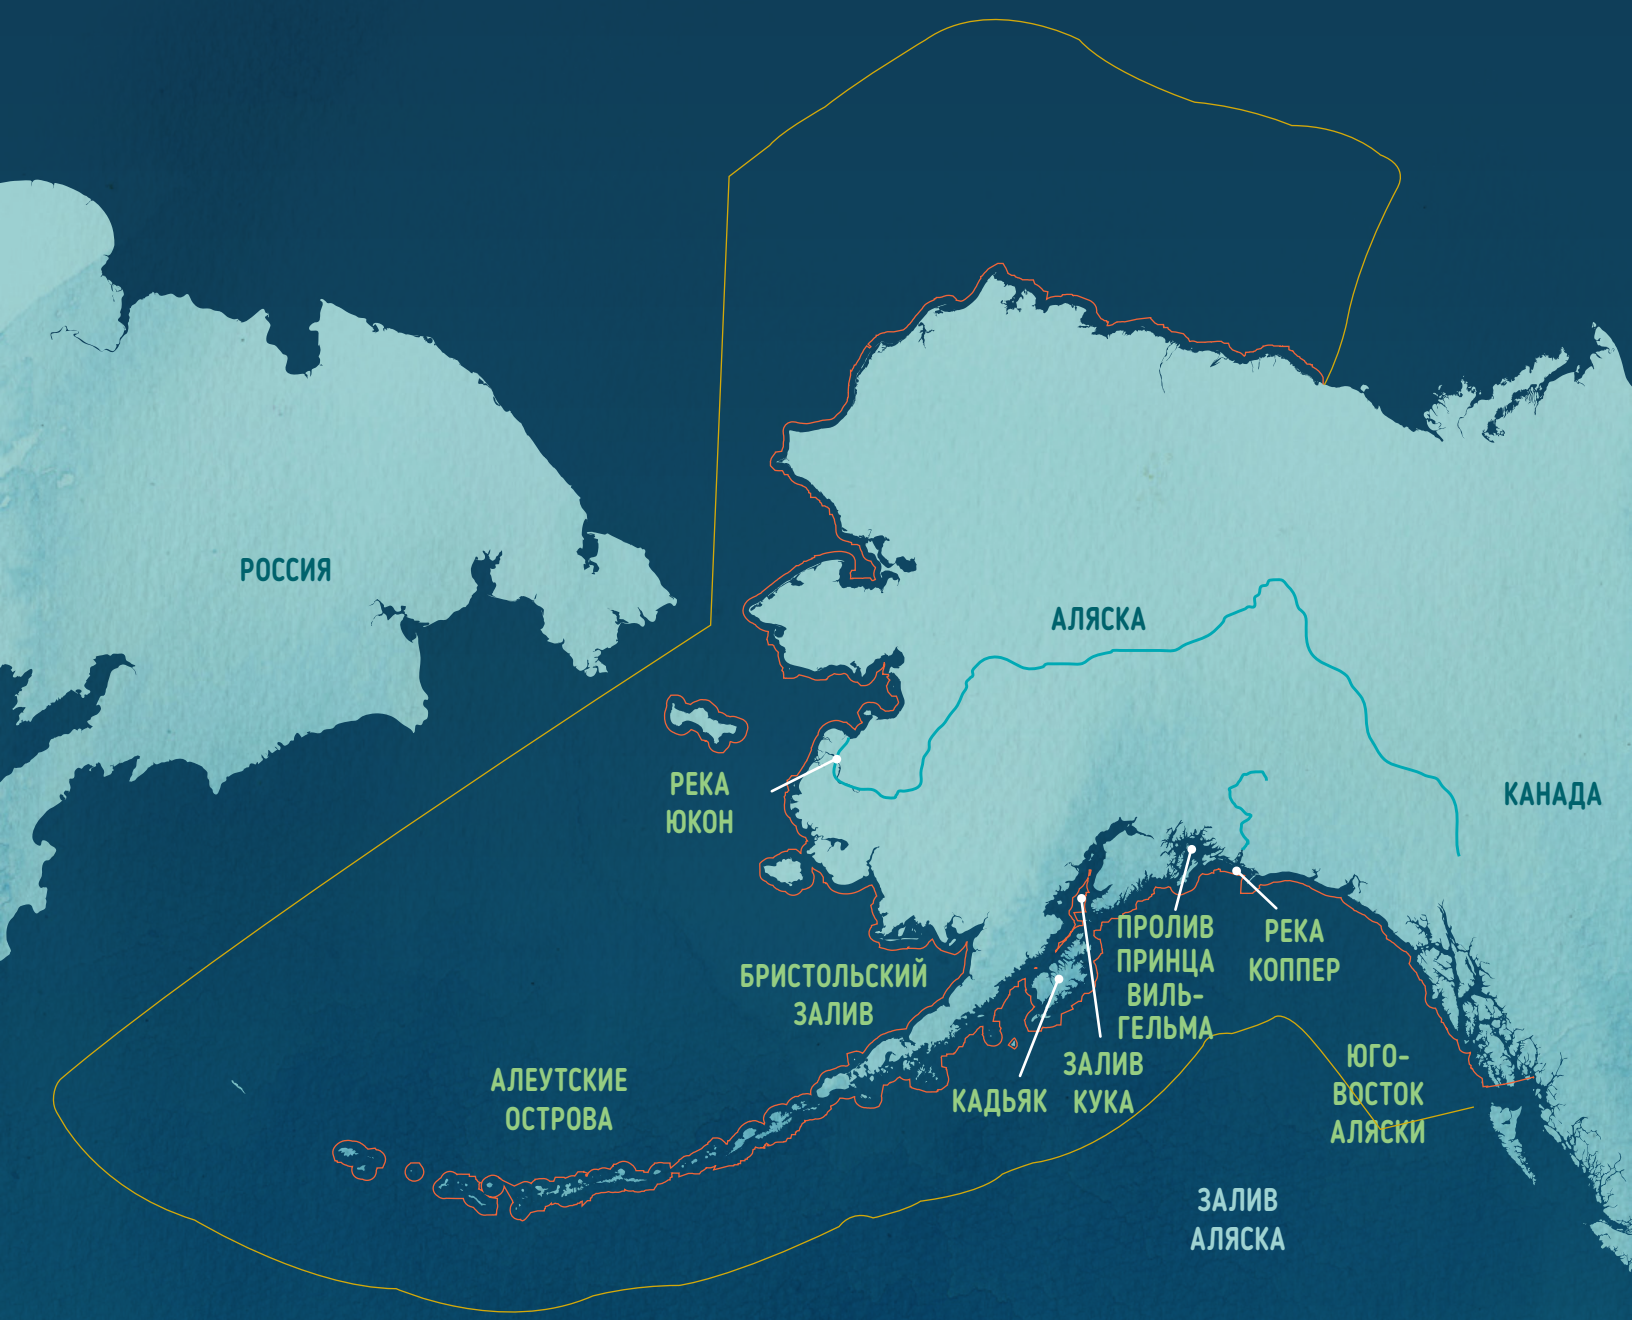 РОССИЯ
АЛЯСКА
РЕКА
ЮКОН
КАНАДА
ПРОЛИВ
ПРИНЦА
ВИЛЬ-
ГЕЛЬМА
РЕКА
КОППЕР
БРИСТОЛЬСКИЙ
ЗАЛИВ
ЗАЛИВ
КУКА
КАДЬЯК
ЮГО-
ВОСТОК
АЛЯСКИ
АЛЕУТСКИЕ
ОСТРОВА
ЗАЛИВ
АЛЯСКА